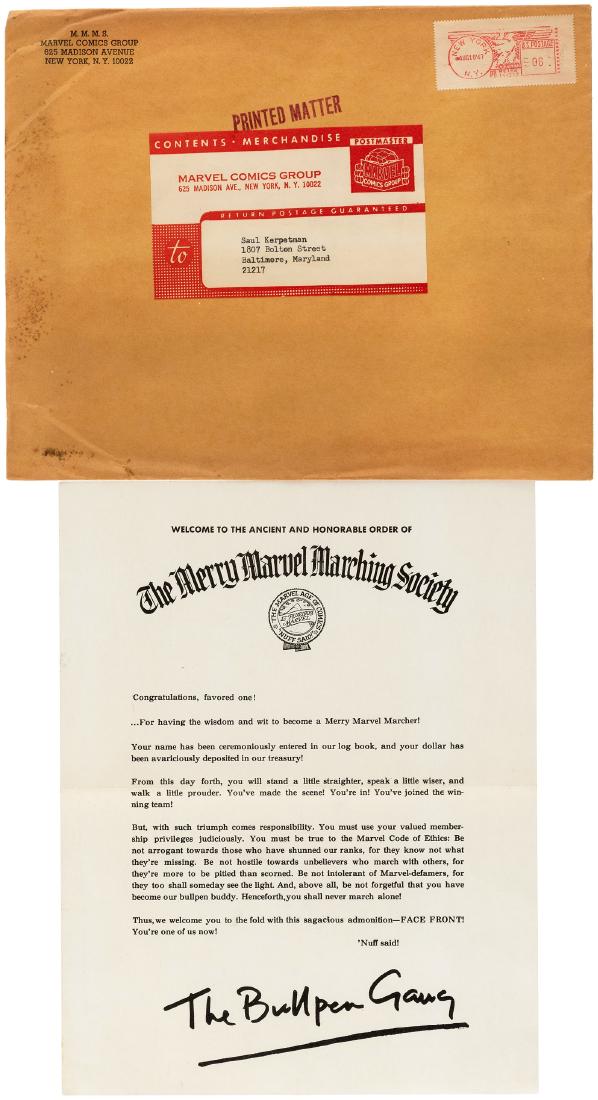 M. M. M. S.
MARVEL COMICS GROUP
625 MADISON AVENUE
NEW YORK, N. Y. 10022
NEW YORK
N.Y.
U.S. POSTAGE
PRINTED MATTER
CONTENTS - MERCHANDISE
POSTMASTER
MARVEL COMICS GROUP
625 MADISON AVE., NEW YORK, N. Y. 10022
MARVEL
COMICS GROUP
RETURN POSTAGE GUARANTEED
to
Saul Kerpetman
1807 Bolton Street
Baltimore, Maryland
21217
WELCOME TO THE ANCIENT AND HONORABLE ORDER OF
The Merry Marvel Marching Society
THE MARVEL AGE OF COMICS
'NUFF SAID!
Congratulations, favored one!
...For having the wisdom and wit to become a Merry Marvel Marcher!
Your name has been ceremoniously entered in our log book, and your dollar has
been avariciously deposited in our treasury!
From this day forth, you will stand a little straighter, speak a little wiser, and
walk a little prouder. You've made the scene! You're in! You've joined the win-
ning team!
But, with such triumph comes responsibility. You must use your valued member-
ship privileges judiciously. You must be true to the Marvel Code of Ethics: Be
not arrogant towards those who have shunned our ranks, for they know not what
they're missing. Be not hostile towards unbelievers who march with others, for
they're more to be pitied than scorned. Be not intolerant of Marvel-defamers, for
they too shall someday see the light. And, above all, be not forgetful that you have
become our bullpen buddy. Henceforth, you shall never march alone!
Thus, we welcome you to the fold with this sagacious admonition—FACE FRONT!
You're one of us now!
'Nuff said!
The Bullpen Gang